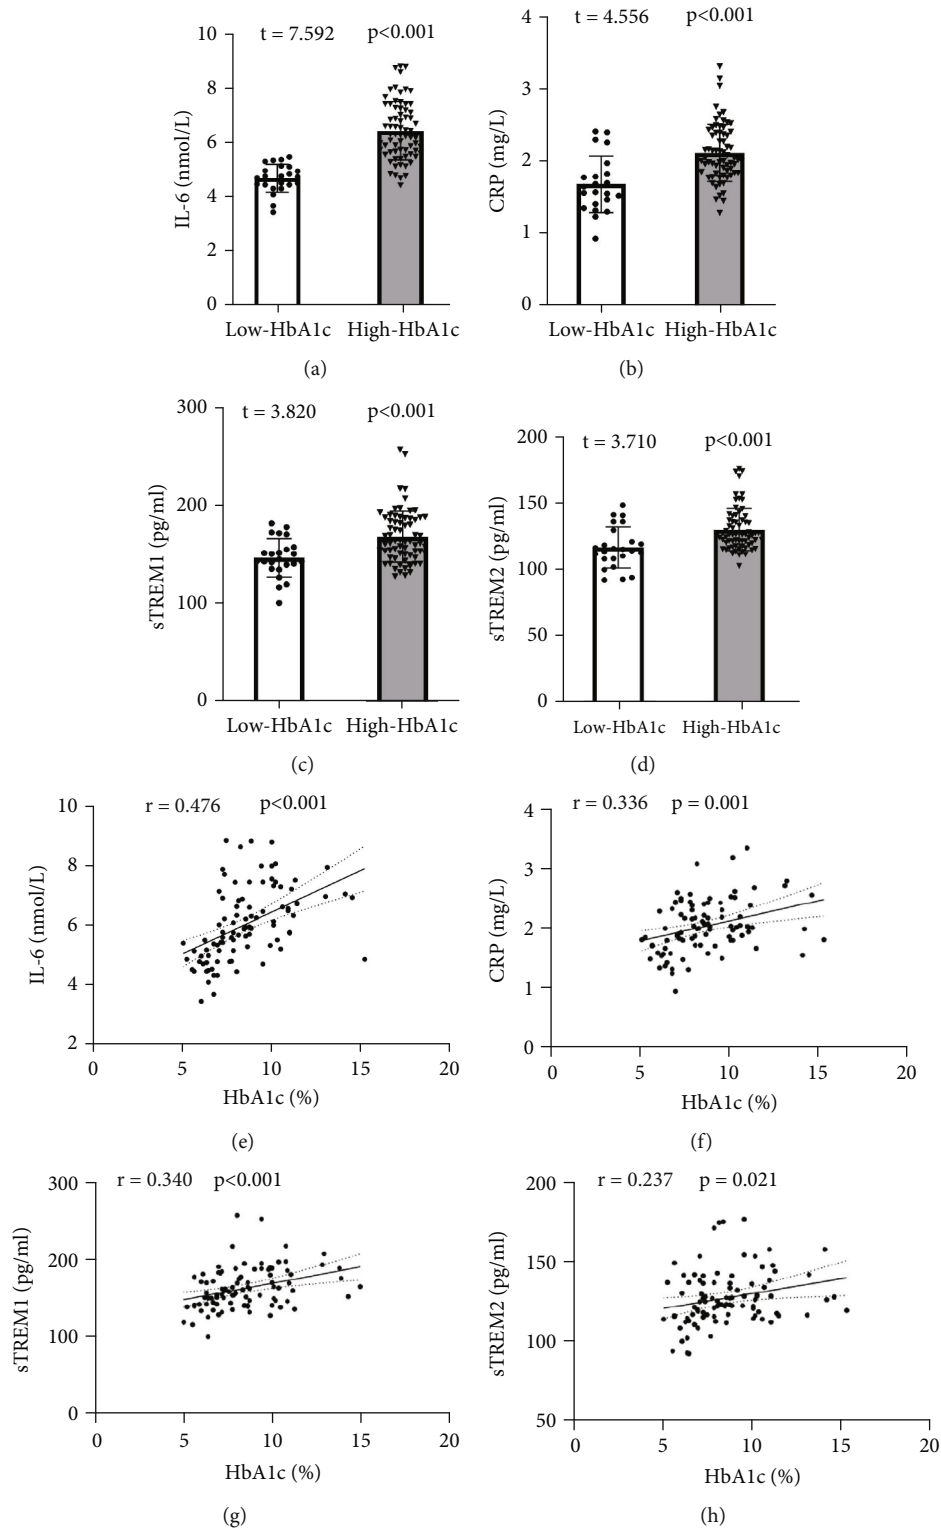 t = 7.592 p<0.001
10
8
6
4
2
0
IL-6 (nmol/L)
Low-HbA1c High-HbA1c
(a)
t = 4.556 p<0.001
4
3
2
1
0
CRP (mg/L)
Low-HbA1c High-HbA1c
(b)
t = 3.820 p<0.001
300
200
100
0
sTREM1 (pg/ml)
Low-HbA1c High-HbA1c
(c)
t = 3.710 p<0.001
200
150
100
50
0
sTREM2 (pg/ml)
Low-HbA1c High-HbA1c
(d)
r = 0.476 p<0.001
10
8
6
4
2
IL-6 (nmol/L)
0 5 10 15 20
HbA1c (%)
(e)
r = 0.336 p = 0.001
4
3
2
1
0
CRP (mg/L)
0 5 10 15 20
HbA1c (%)
(f)
r = 0.340 p<0.001
300
200
100
0
sTREM1 (pg/ml)
0 5 10 15 20
HbA1c (%)
(g)
r = 0.237 p = 0.021
200
150
100
50
sTREM2 (pg/ml)
0 5 10 15 20
HbA1c (%)
(h)